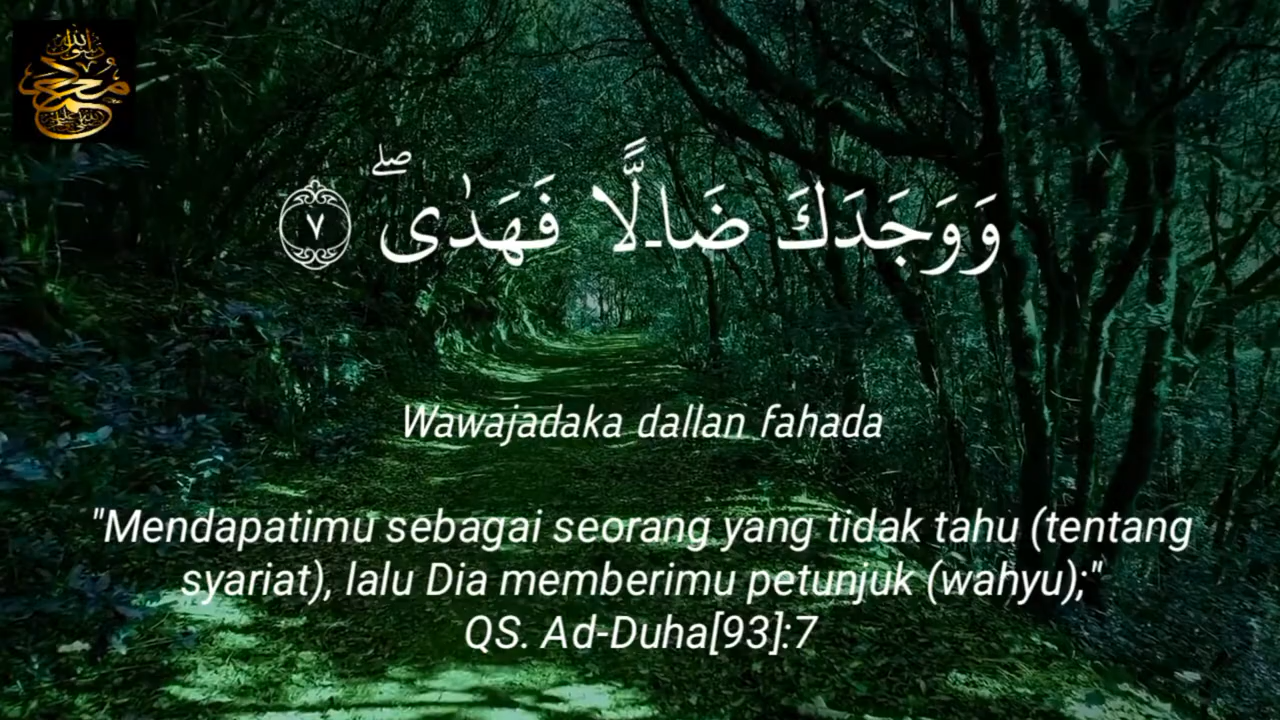 وَوَجَدَكَ ضَاۤلًّا فَهَدٰىۖ ٧
Wawajadaka dallan fahada
"Mendapatimu sebagai seorang yang tidak tahu (tentang
syariat), lalu Dia memberimu petunjuk (wahyu);"
QS. Ad-Duha[93]:7